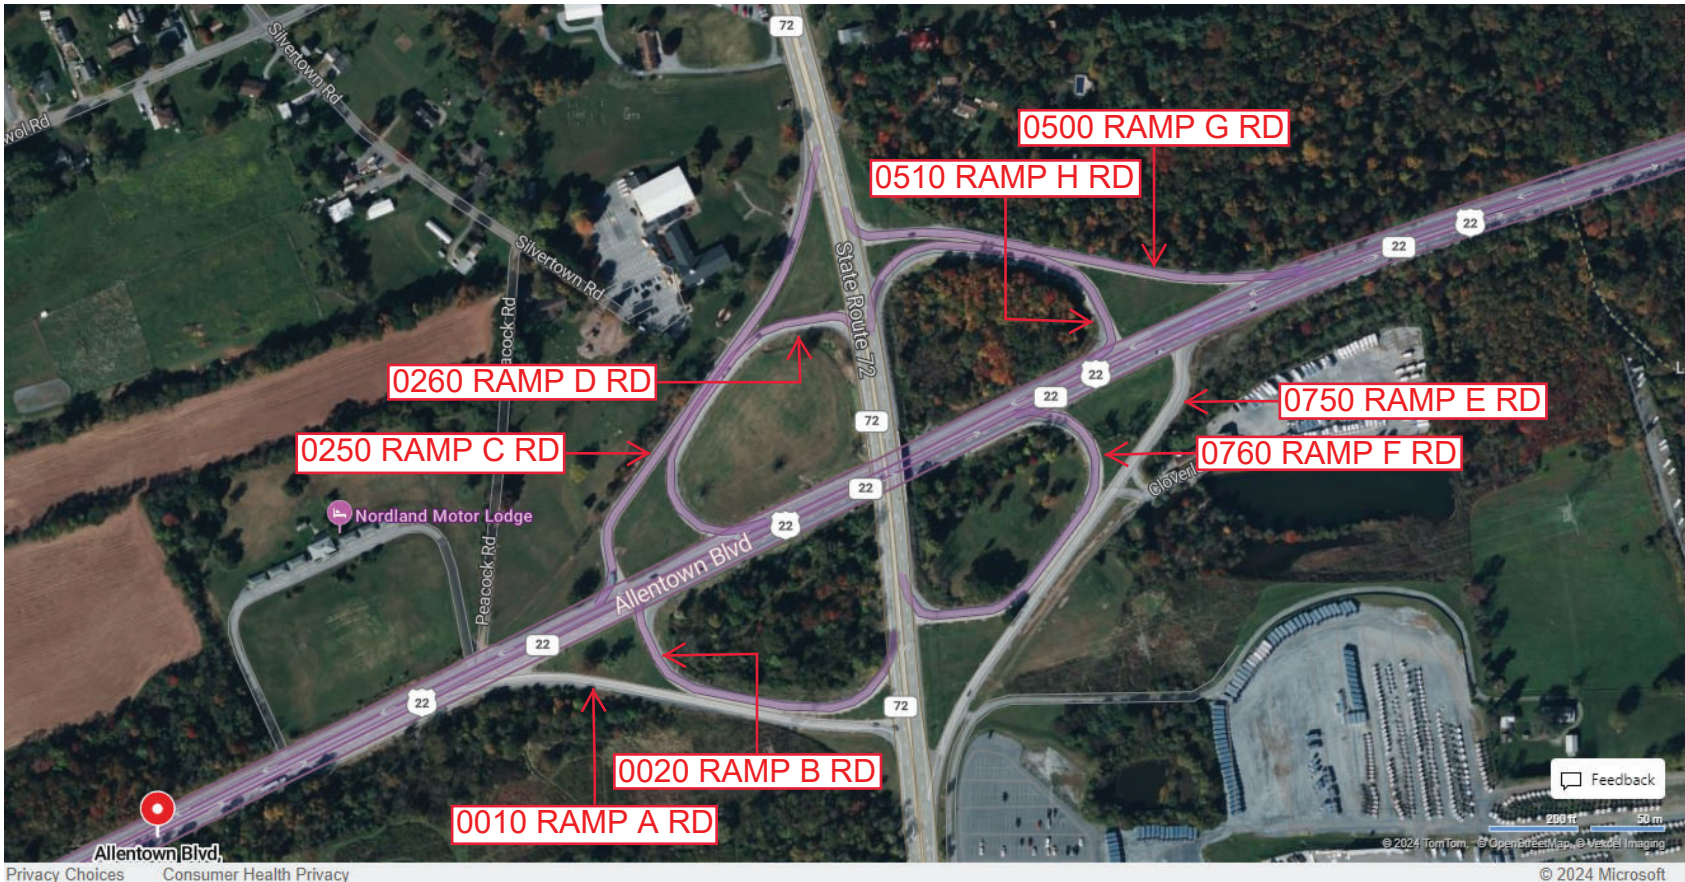 72
Silvertown Rd
wol Rd
0500 RAMP G RD
0510 RAMP H RD
22
22
Silvertown Rd
State Route 72
acock Rd
0260 RAMP D RD
22
22
0750 RAMP E RD
72
0250 RAMP C RD
0760 RAMP F RD
22
Nordland Motor Lodge
22
Peacock Rd
Allentown Blvd
22
22
72
0020 RAMP B RD
0010 RAMP A RD
Feedback
200 ft
50 m
© 2024 TomTom, © OpenStreetMap, © Vexcel Imaging
Allentown Blvd,
Privacy Choices
Consumer Health Privacy
© 2024 Microsoft